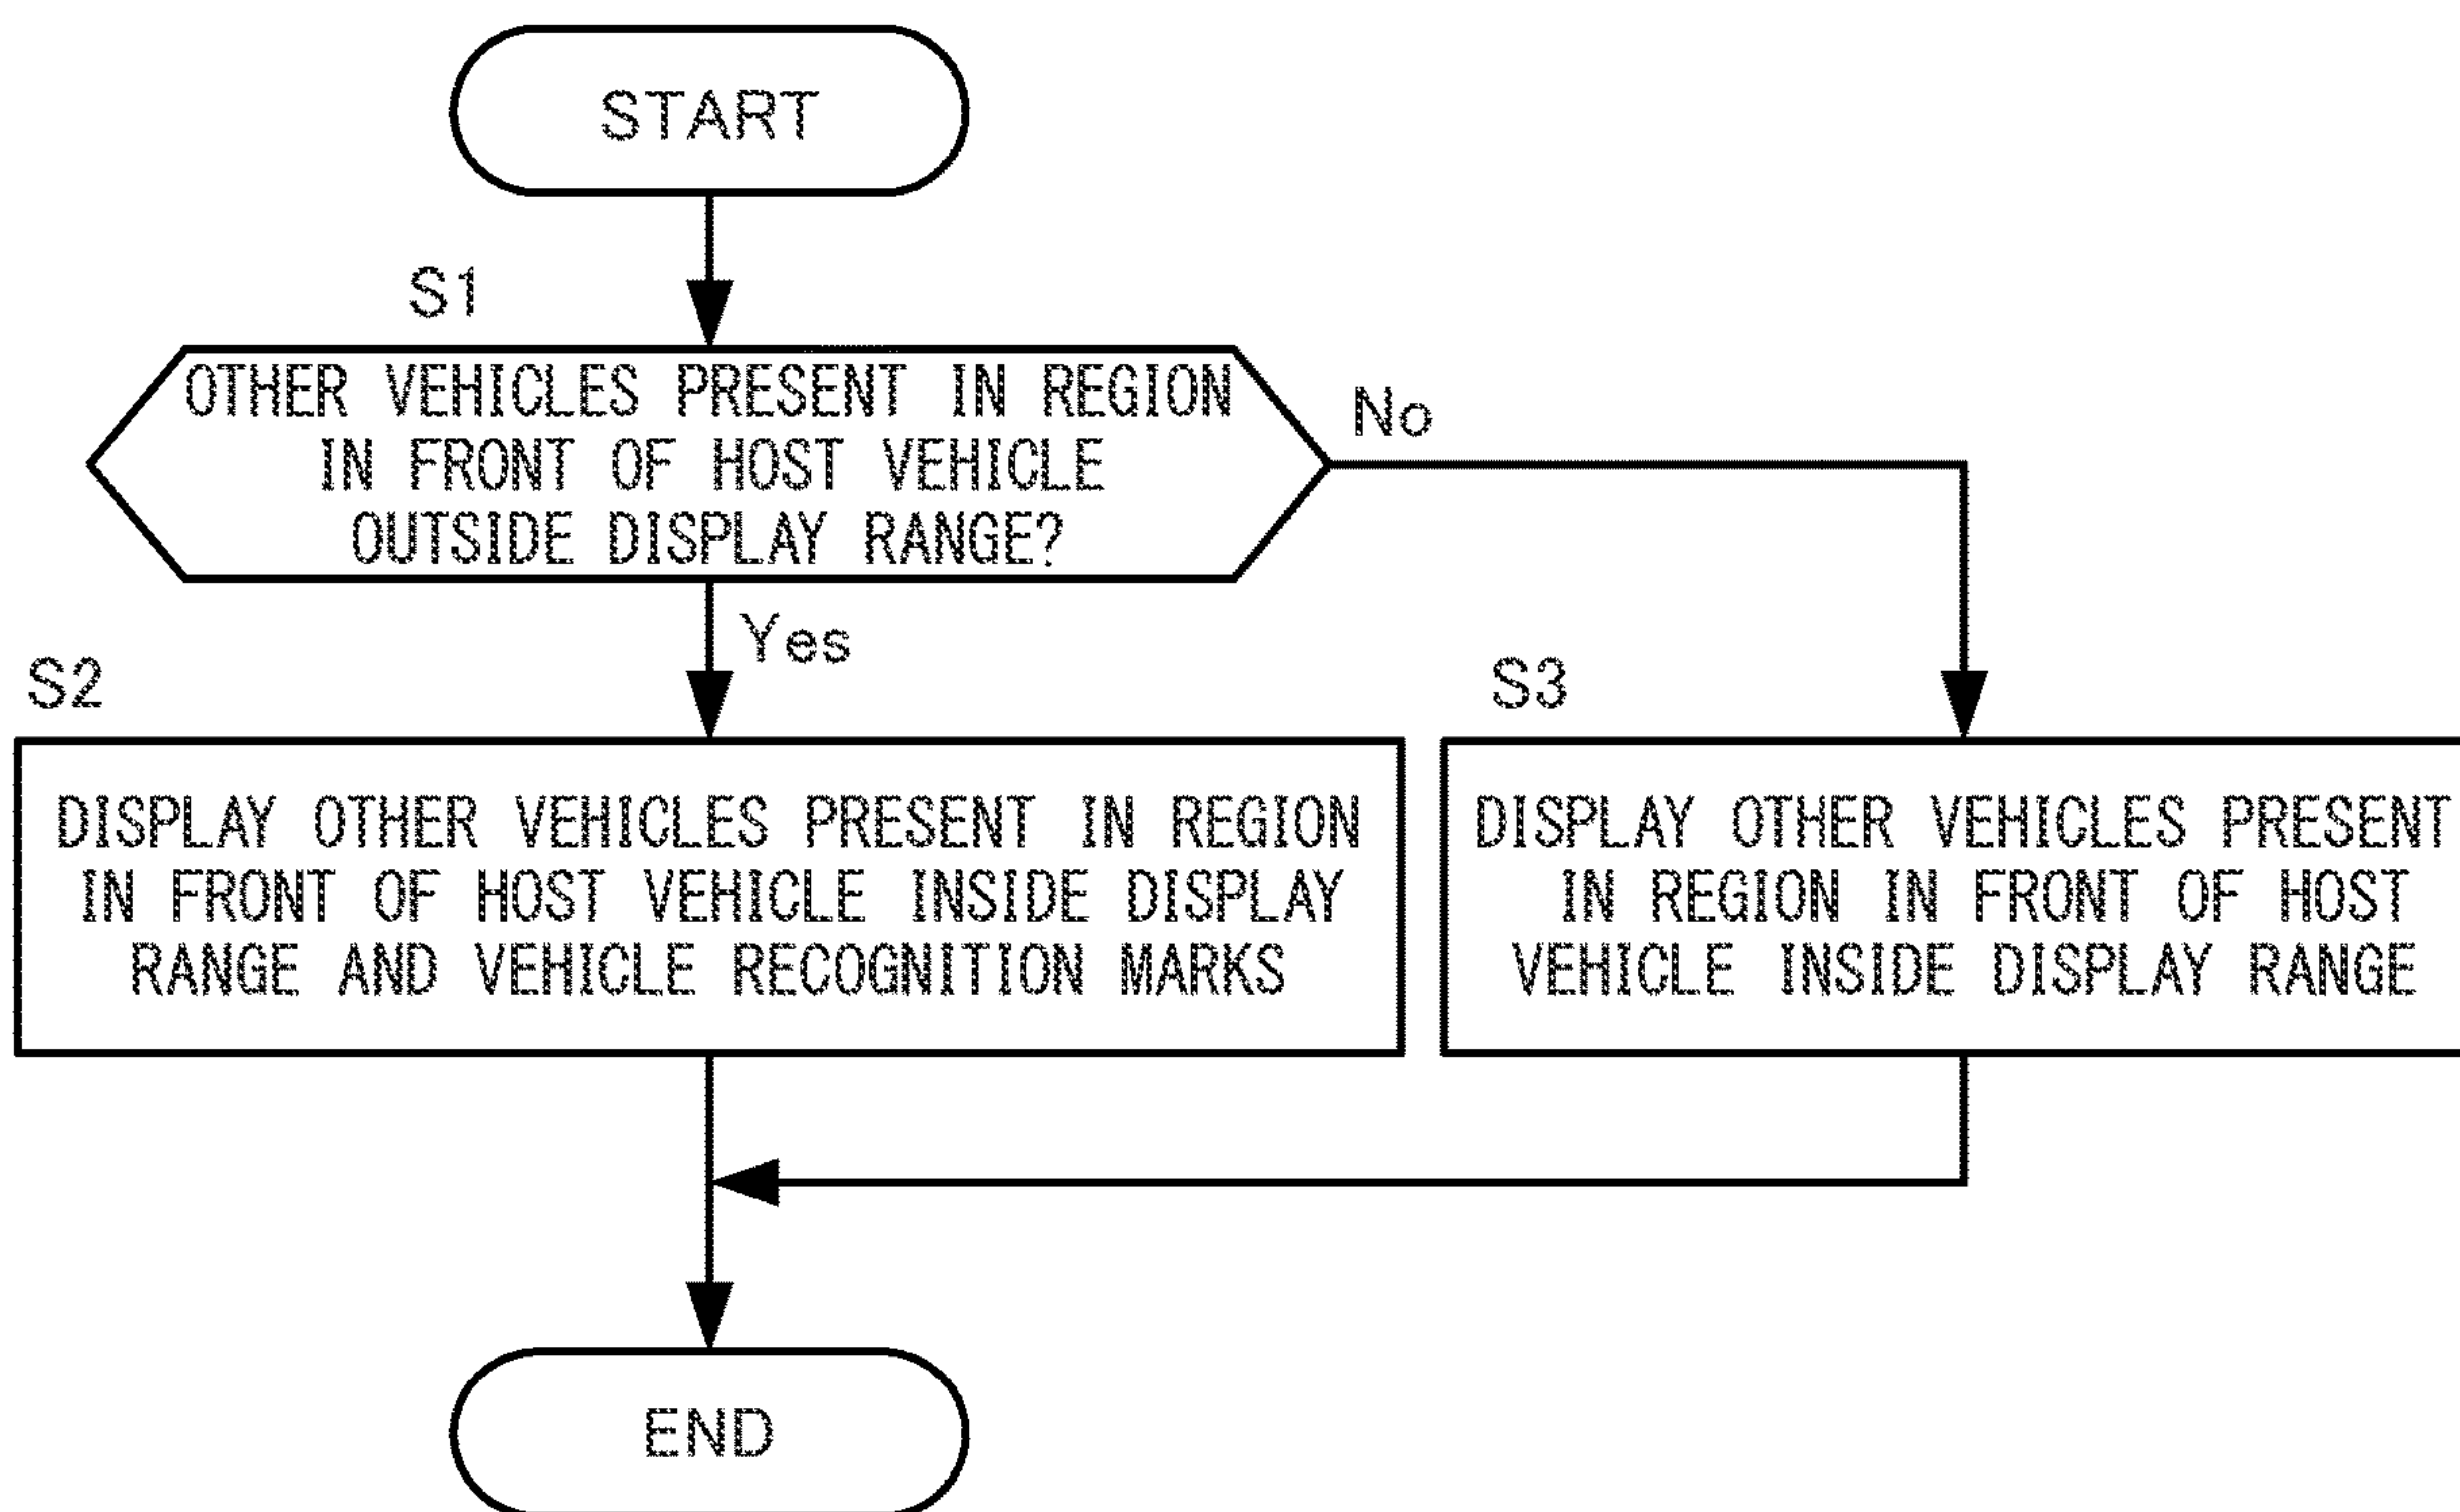 START
S1
OTHER VEHICLES PRESENT IN REGION
IN FRONT OF HOST VEHICLE
OUTSIDE DISPLAY RANGE?
No
Yes
S2
DISPLAY OTHER VEHICLES PRESENT IN REGION
IN FRONT OF HOST VEHICLE INSIDE DISPLAY
RANGE AND VEHICLE RECOGNITION MARKS
S3
DISPLAY OTHER VEHICLES PRESENT
IN REGION IN FRONT OF HOST
VEHICLE INSIDE DISPLAY RANGE
END